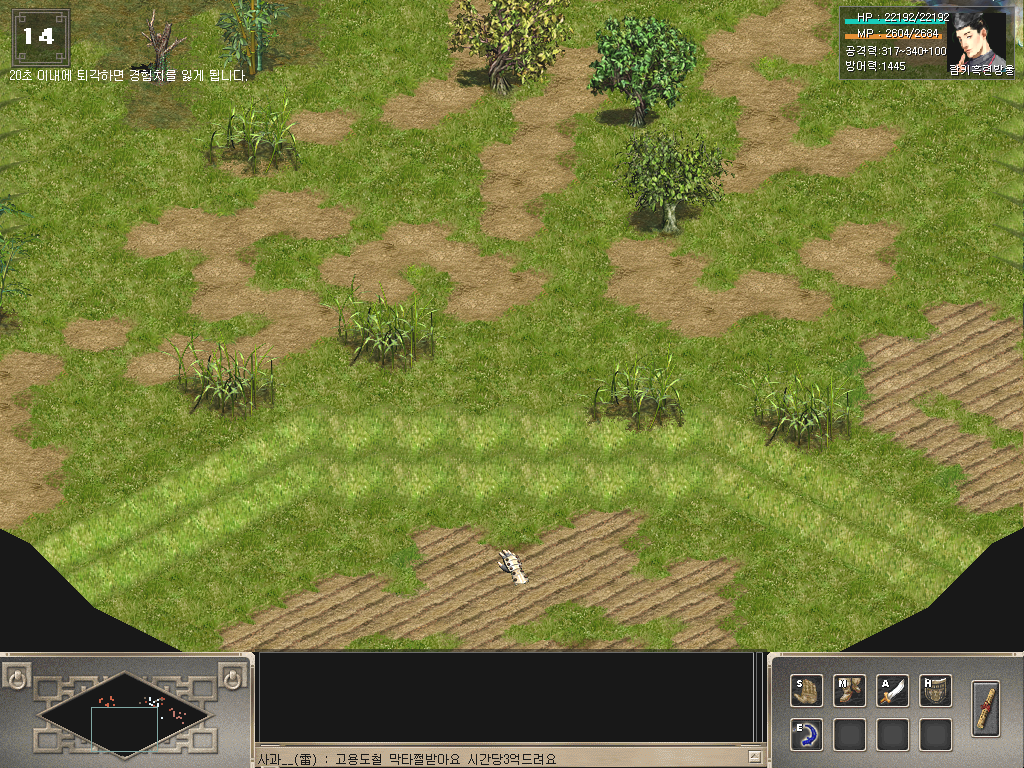 14
20초 이내에 퇴각하면 경험치를 잃게 됩니다.
HP : 22192/22192
MP : 2604/2684
공격력:317~340+100
방어력:1445
S
M
A
R
E
사과__(雷) : 고용도철 막타쩔받아요 시간당3억드려요